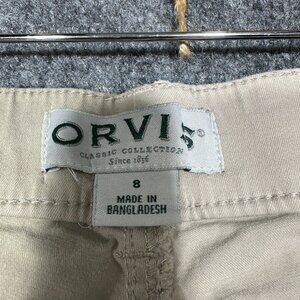 ORVIS®
CLASSIC COLLECTION
Since 1856
8
MADE IN
BANGLADESH